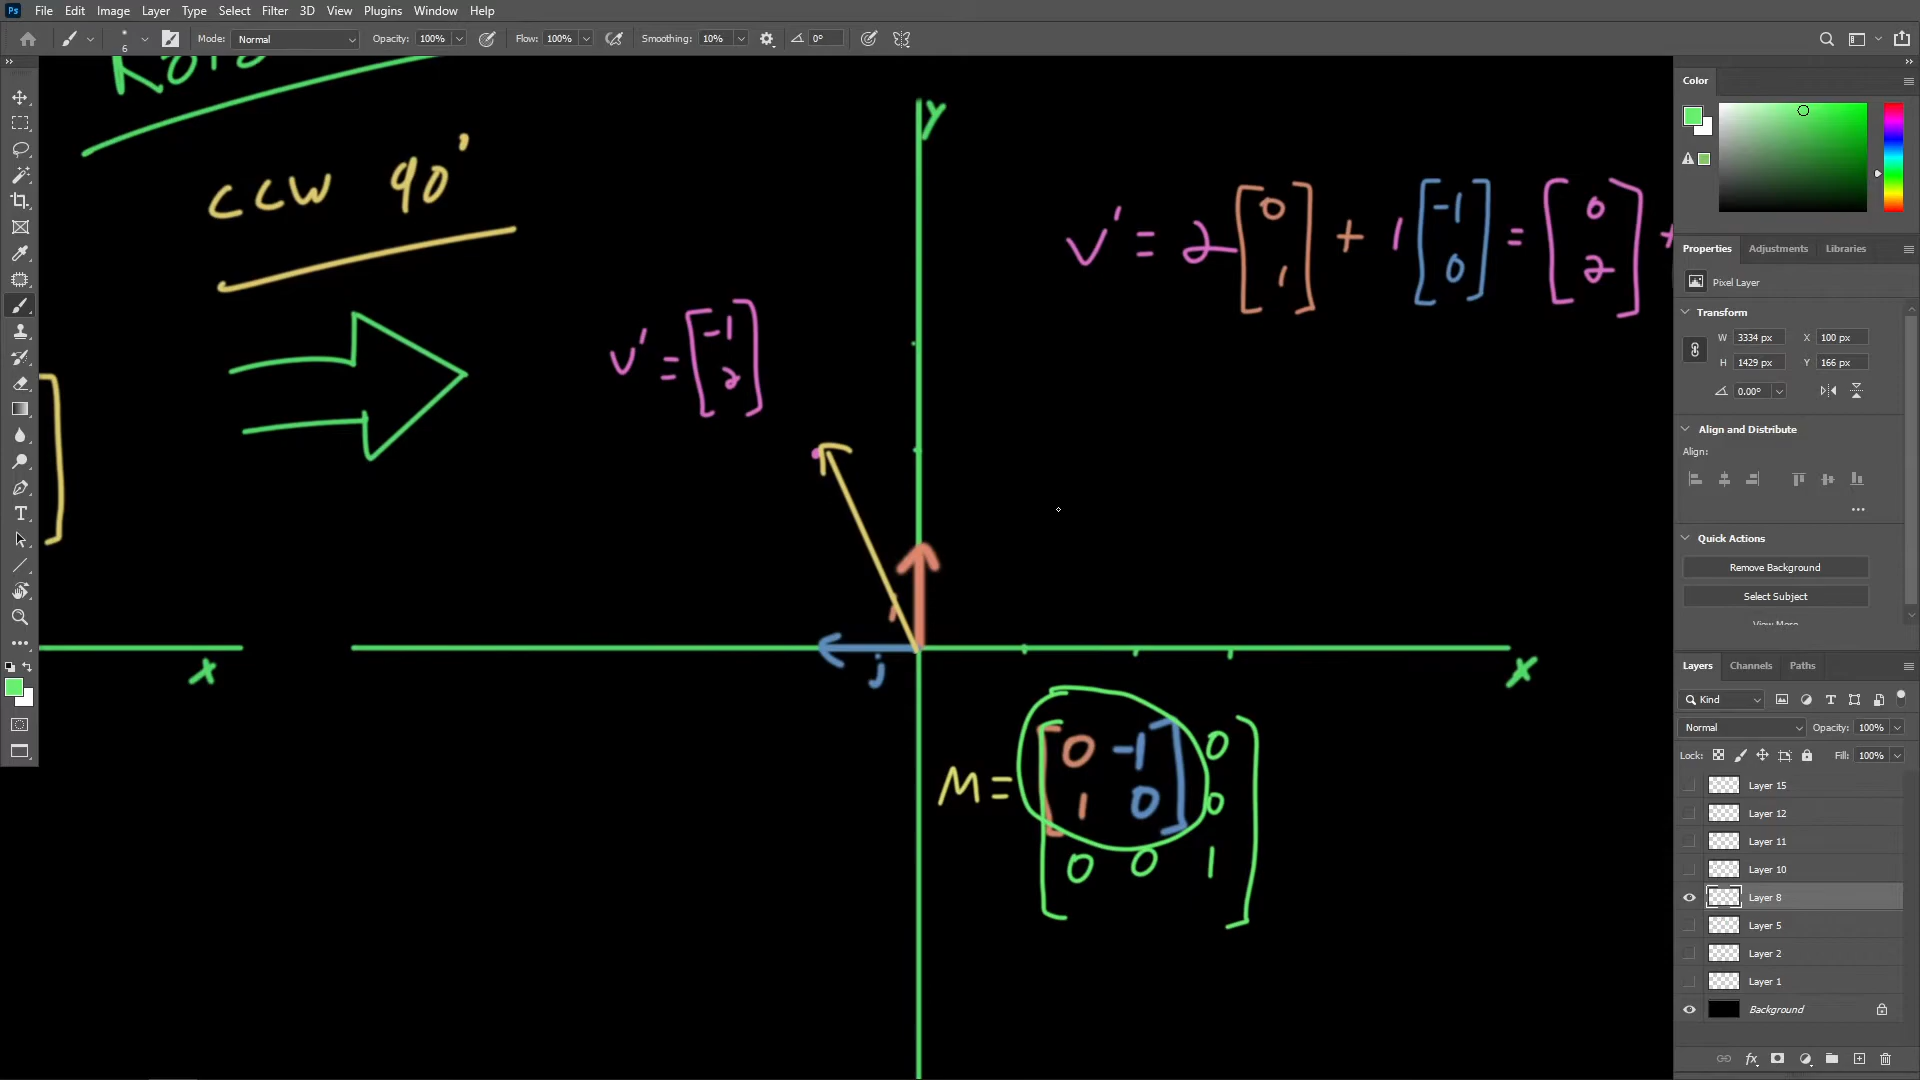 Ps File Edit Image Layer Type Select Filter 3D View Plugins Window Help
6 Mode: Normal Opacity: 100% Flow: 100% Smoothing: 10% 0°
CCW 90°
v' = [-1
2]
y
v' = 2 [0 + 1 [-1 = [0 +
1] 0] 2]
i
j
x
x
M = [0 -1 0
1 0 0
0 0 1]
Color
Properties Adjustments Libraries
Pixel Layer
Transform
W 3334 px X 100 px
H 1429 px Y 166 px
0.00°
Align and Distribute
Align:
Quick Actions
Remove Background
Select Subject
View More
Layers Channels Paths
Kind
Normal Opacity: 100%
Lock: Fill: 100%
Layer 15
Layer 12
Layer 11
Layer 10
Layer 8
Layer 5
Layer 2
Layer 1
Background
fx